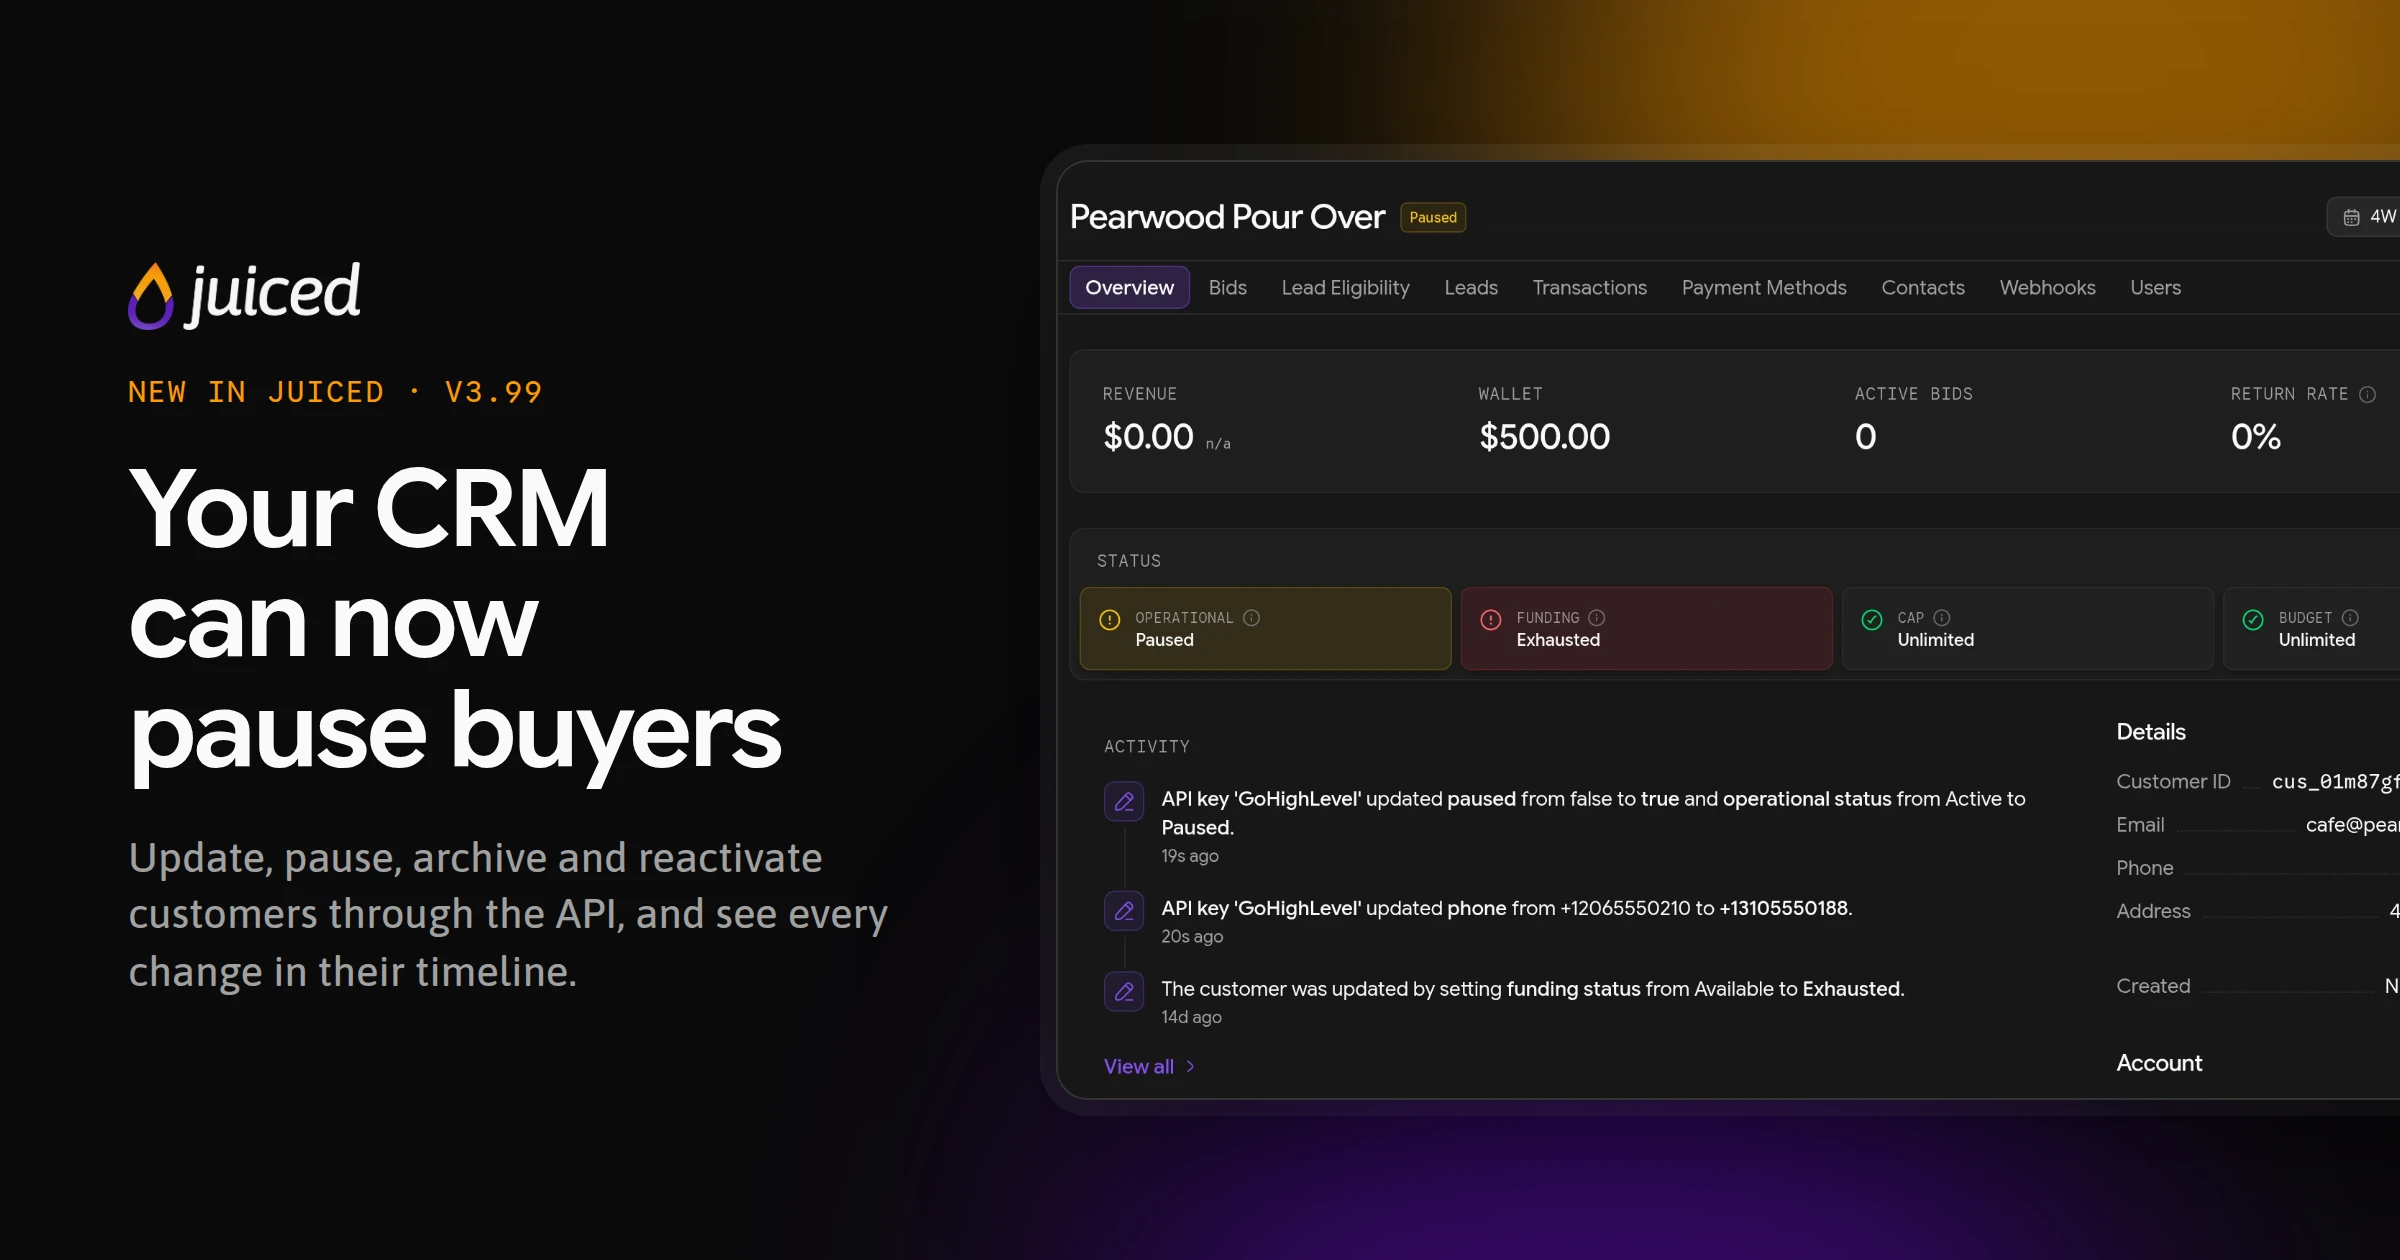 juiced
NEW IN JUICED · V3.99
Your CRM
can now
pause buyers
Update, pause, archive and reactivate
customers through the API, and see every
change in their timeline.
Pearwood Pour Over Paused
4W
Overview Bids Lead Eligibility Leads Transactions Payment Methods Contacts Webhooks Users
REVENUE WALLET ACTIVE BIDS RETURN RATE
$0.00 n/a $500.00 0 0%
STATUS
OPERATIONAL FUNDING CAP BUDGET
Paused Exhausted Unlimited Unlimited
ACTIVITY
API key 'GoHighLevel' updated paused from false to true and operational status from Active to
Paused.
19s ago
API key 'GoHighLevel' updated phone from +12065550210 to +13105550188.
20s ago
The customer was updated by setting funding status from Available to Exhausted.
14d ago
View all
Details
Customer ID cus_01m87gf
Email cafe@pear
Phone
Address 4
Created N
Account